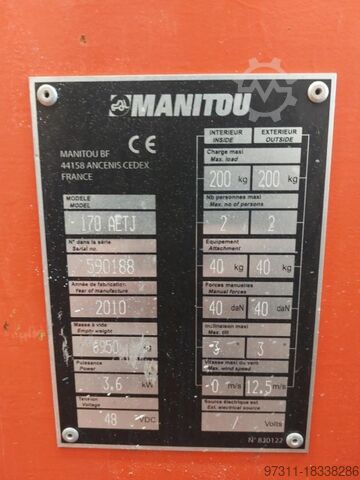 MANITOU
MANITOU BF
44158 ANCENIS CEDEX
FRANCE
CE
MODELE
MODEL
170 AETJ
N° dans la série
Serial no.
590188
Année de fabrication
Year of manufacture
2010
Masse à vide
Empty weight
6950 kg
Puissance
Power
3.6 kW
Tension
Voltage
48 VDC
INTERIEUR EXTERIEUR
INSIDE OUTSIDE
Charge maxi
Max. load
200 kg 200 kg
Nb personnes maxi
Max. no of persons
2 2
Equipement
Attachment
40 kg 40 kg
Forces manuelles
Manual forces
40 daN 40 daN
Inclinaison maxi
Max. tilt
3 3
Vitesse maxi du vent
Max. wind speed
0 m/s 12.5 m/s
Source électrique ext.
Ext. electrical source
/ Volts
N° 830122
97311-18338286